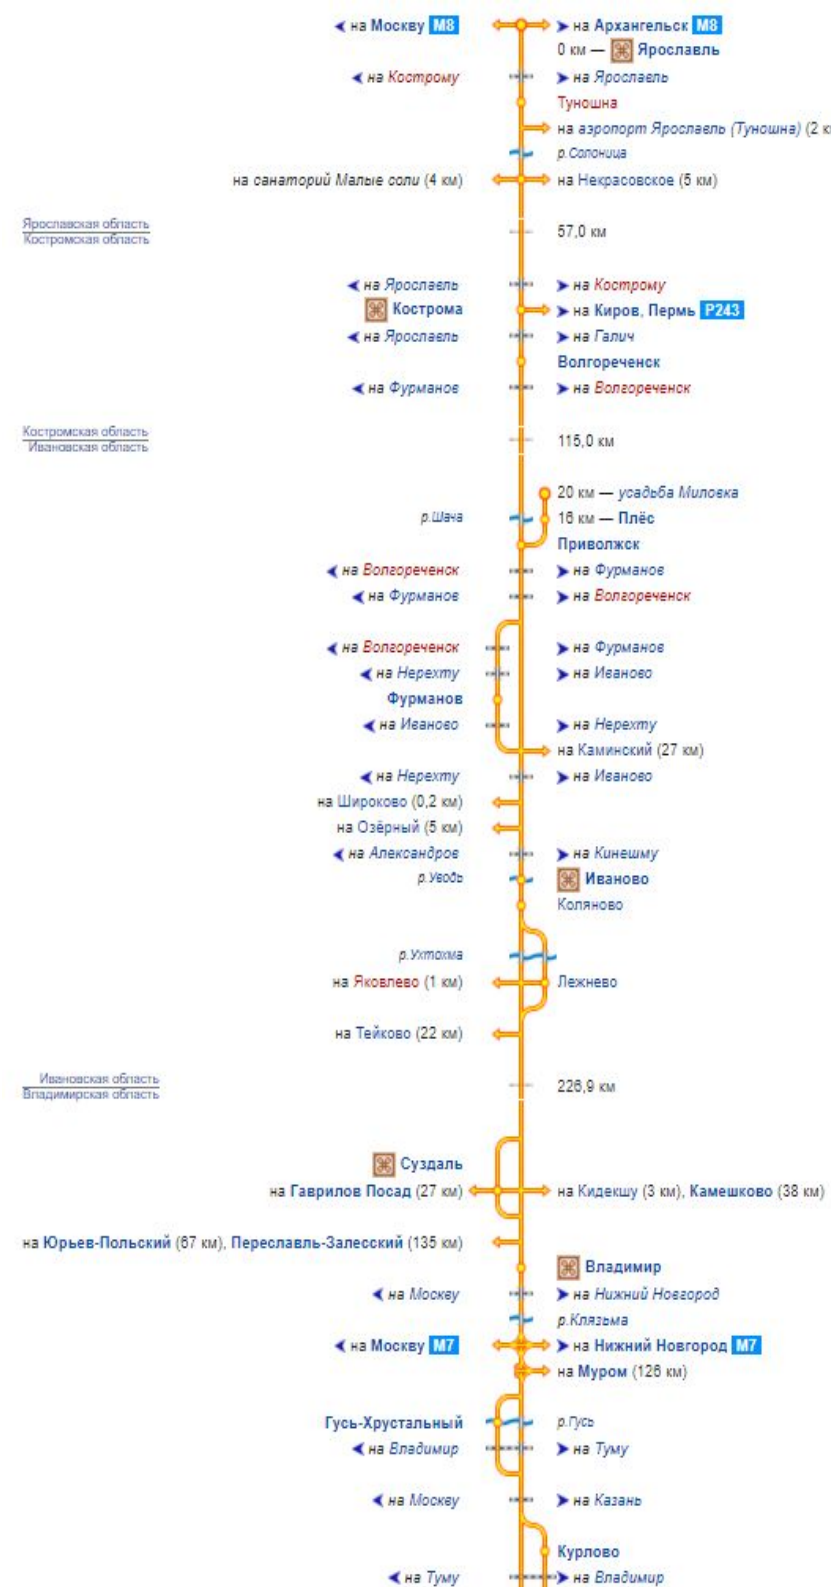 на Москву M8 на Архангельск M8
0 км — Ярославль
на Кострому на Ярославль
Туношна
на аэропорт Ярославль (Туношна) (2 к
р.Солоница
на санаторий Малые соли (4 км) на Некрасовское (5 км)
Ярославская область
Костромская область
57,0 км
на Ярославль на Кострому
Кострома на Киров, Пермь Р243
на Ярославль на Галич
Волгореченск
на Фурманов на Волгореченск
Костромская область
Ивановская область
115,0 км
20 км — усадьба Миловка
р.Шача 16 км — Плёс
Приволжск
на Волгореченск на Фурманов
на Фурманов на Волгореченск
на Волгореченск на Фурманов
на Нерехту на Иваново
Фурманов
на Иваново на Нерехту
на Каминский (27 км)
на Нерехту на Иваново
на Широково (0,2 км)
на Озёрный (5 км)
на Александров на Кинешму
р.Уводь Иваново
Коляново
р.Ухтохма
на Яковлево (1 км) Лежнево
на Тейково (22 км)
Ивановская область
Владимирская область
226,9 км
Суздаль
на Гаврилов Посад (27 км) на Кидекшу (3 км), Камешково (38 км)
на Юрьев-Польский (67 км), Переславль-Залесский (135 км)
Владимир
на Москву на Нижний Новгород
р.Клязьма
на Москву M7 на Нижний Новгород M7
на Муром (126 км)
Гусь-Хрустальный р.Гусь
на Владимир на Туму
на Москву на Казань
Курлово
на Туму на Владимир